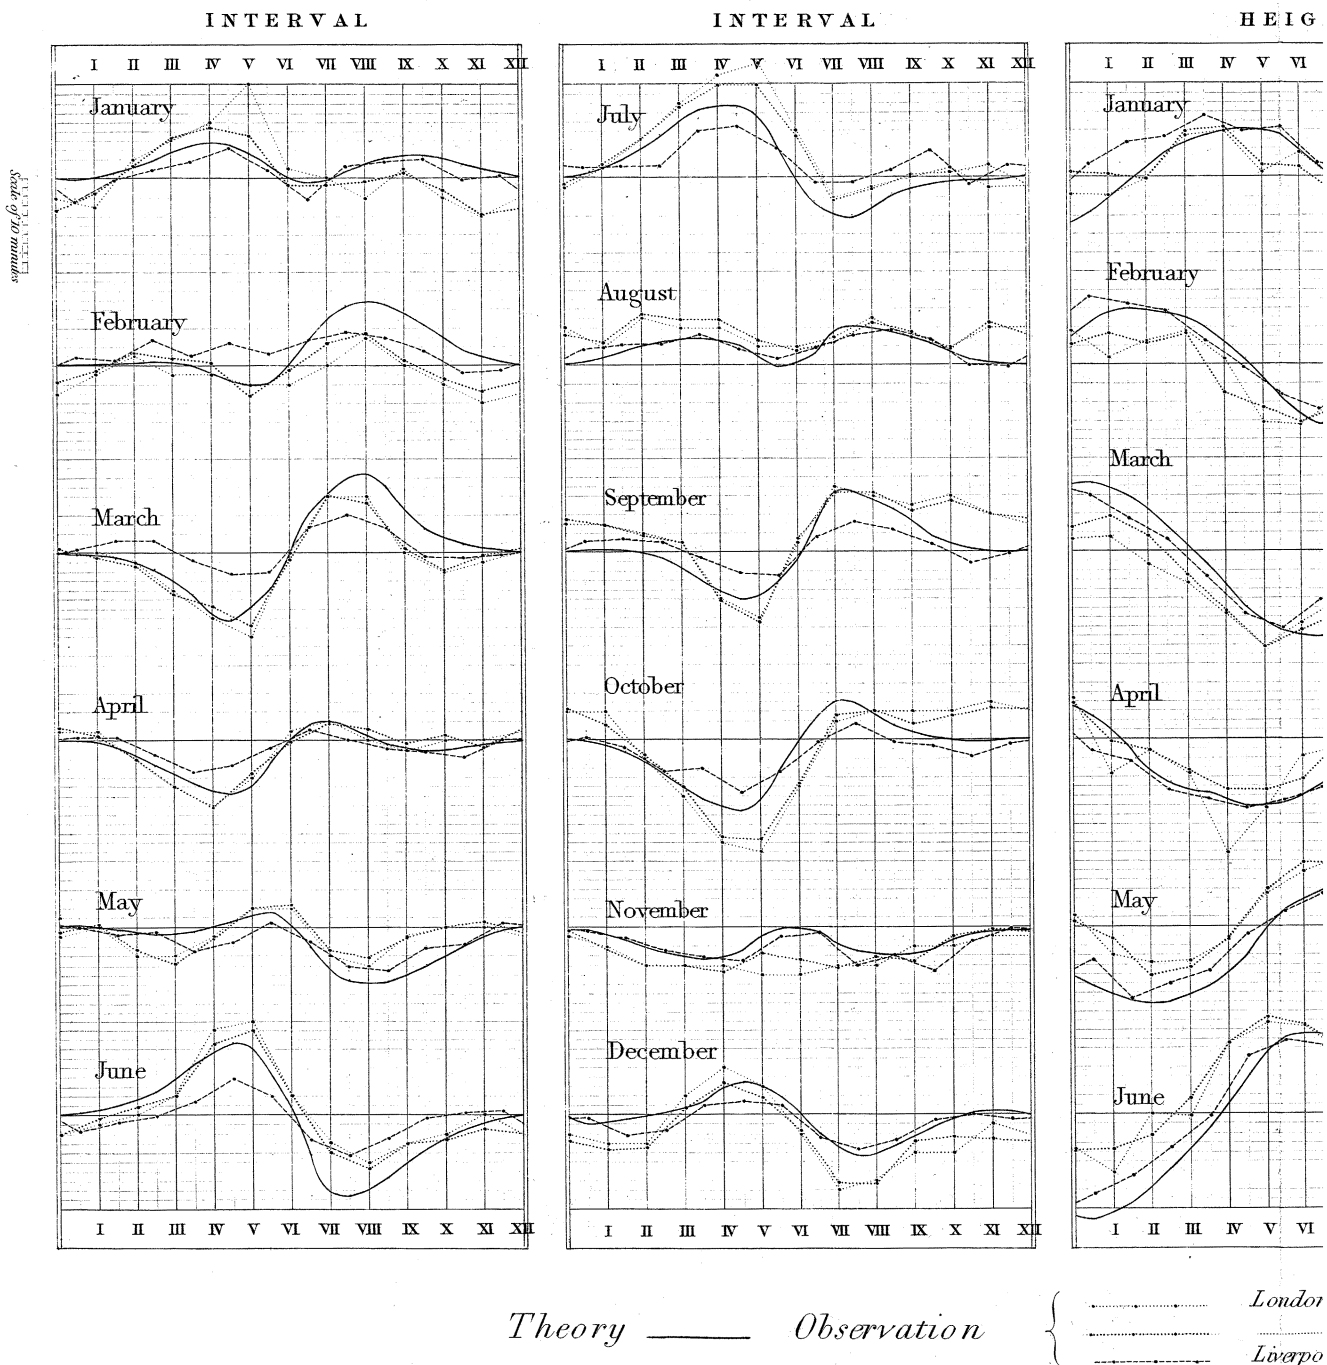 INTERVAL INTERVAL HEIG
I II III IV V VI VII VIII IX X XI XII I II III IV V VI VII VIII IX X XI XII I II III IV V VI
January July January
Scale of 10 minutes
February August February
March September March
April October April
May November May
June December June
I II III IV V VI VII VIII IX X XI XII I II III IV V VI VII VIII IX X XI XII I II III IV V VI
Theory Observation London
Liverpo